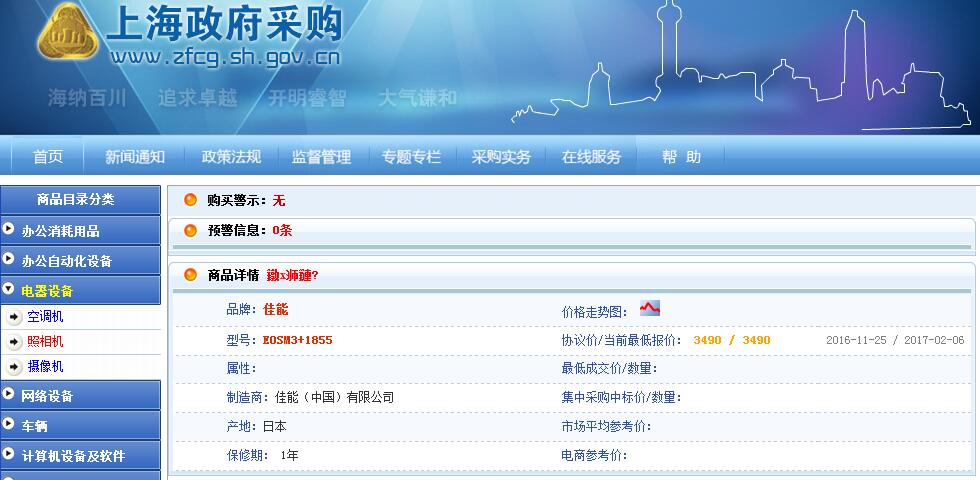 上海政府采购
www.zfcg.sh.gov.cn
海纳百川 追求卓越 开明睿智 大气谦和
首页 新闻通知 政策法规 监督管理 专题专栏 采购实务 在线服务 帮 助
商品目录分类
办公消耗用品
办公自动化设备
电器设备
空调机
照相机
摄像机
网络设备
车辆
计算机设备及软件
购买警示：无
预警信息：0条
商品详情
品牌：佳能 价格走势图：
型号：EOSM3+1855 协议价/当前最低报价： 3490 / 3490 2016-11-25 / 2017-02-06
属性： 最低成交价/数量：
制造商：佳能（中国）有限公司 集中采购中标价/数量：
产地：日本 市场平均参考价：
保修期： 1年 电商参考价：